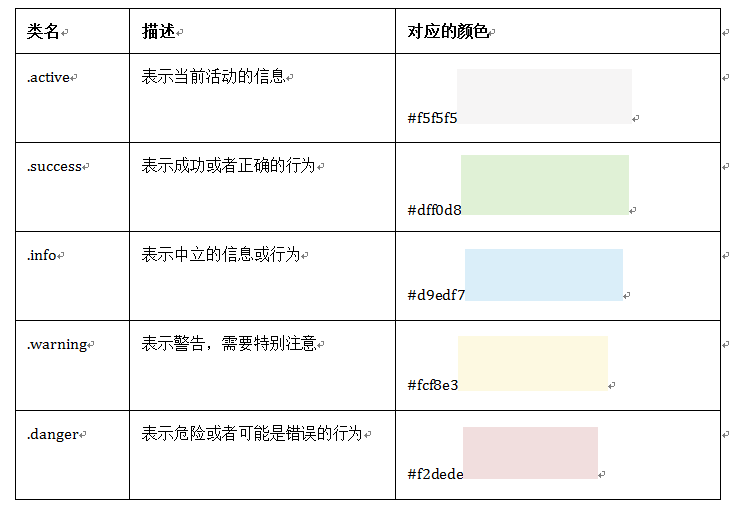 类名 描述 对应的颜色
.active 表示当前活动的信息 #f5f5f5
.success 表示成功或者正确的行为 #dff0d8
.info 表示中立的信息或行为 #d9edf7
.warning 表示警告，需要特别注意 #fcf8e3
.danger 表示危险或者可能是错误的行为 #f2dede